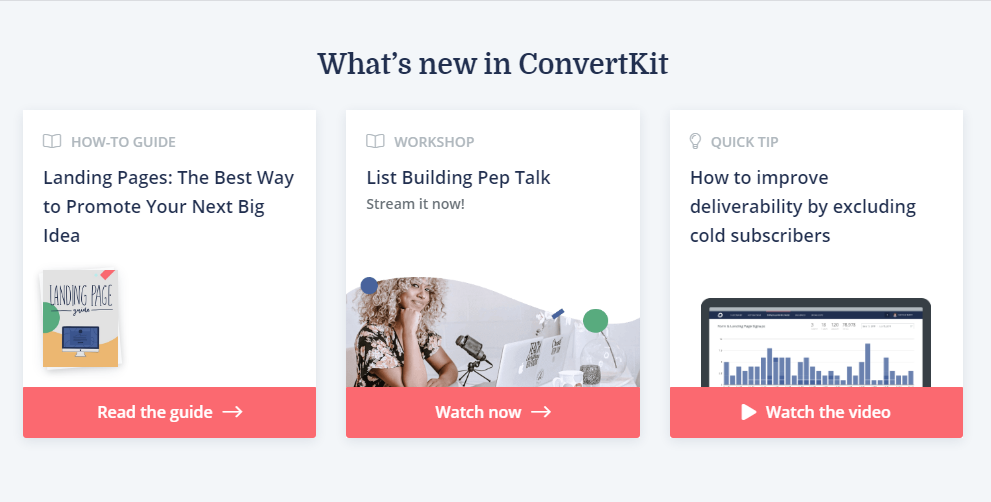 What's new in ConvertKit
HOW-TO GUIDE
Landing Pages: The Best Way
to Promote Your Next Big
Idea
LANDING PAGE
guide
Read the guide
WORKSHOP
List Building Pep Talk
Stream it now!
Watch now
QUICK TIP
How to improve
deliverability by excluding
cold subscribers
Watch the video